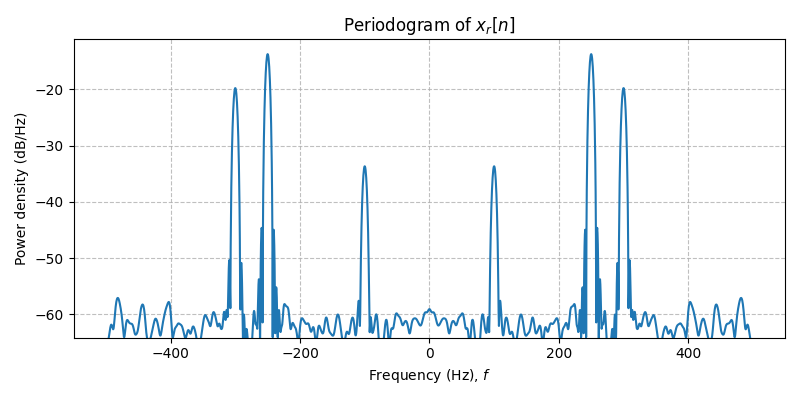 Periodogram of x_r[n]
Power density (dB/Hz)
−20
−30
−40
−50
−60
−400 −200 0 200 400
Frequency (Hz), f